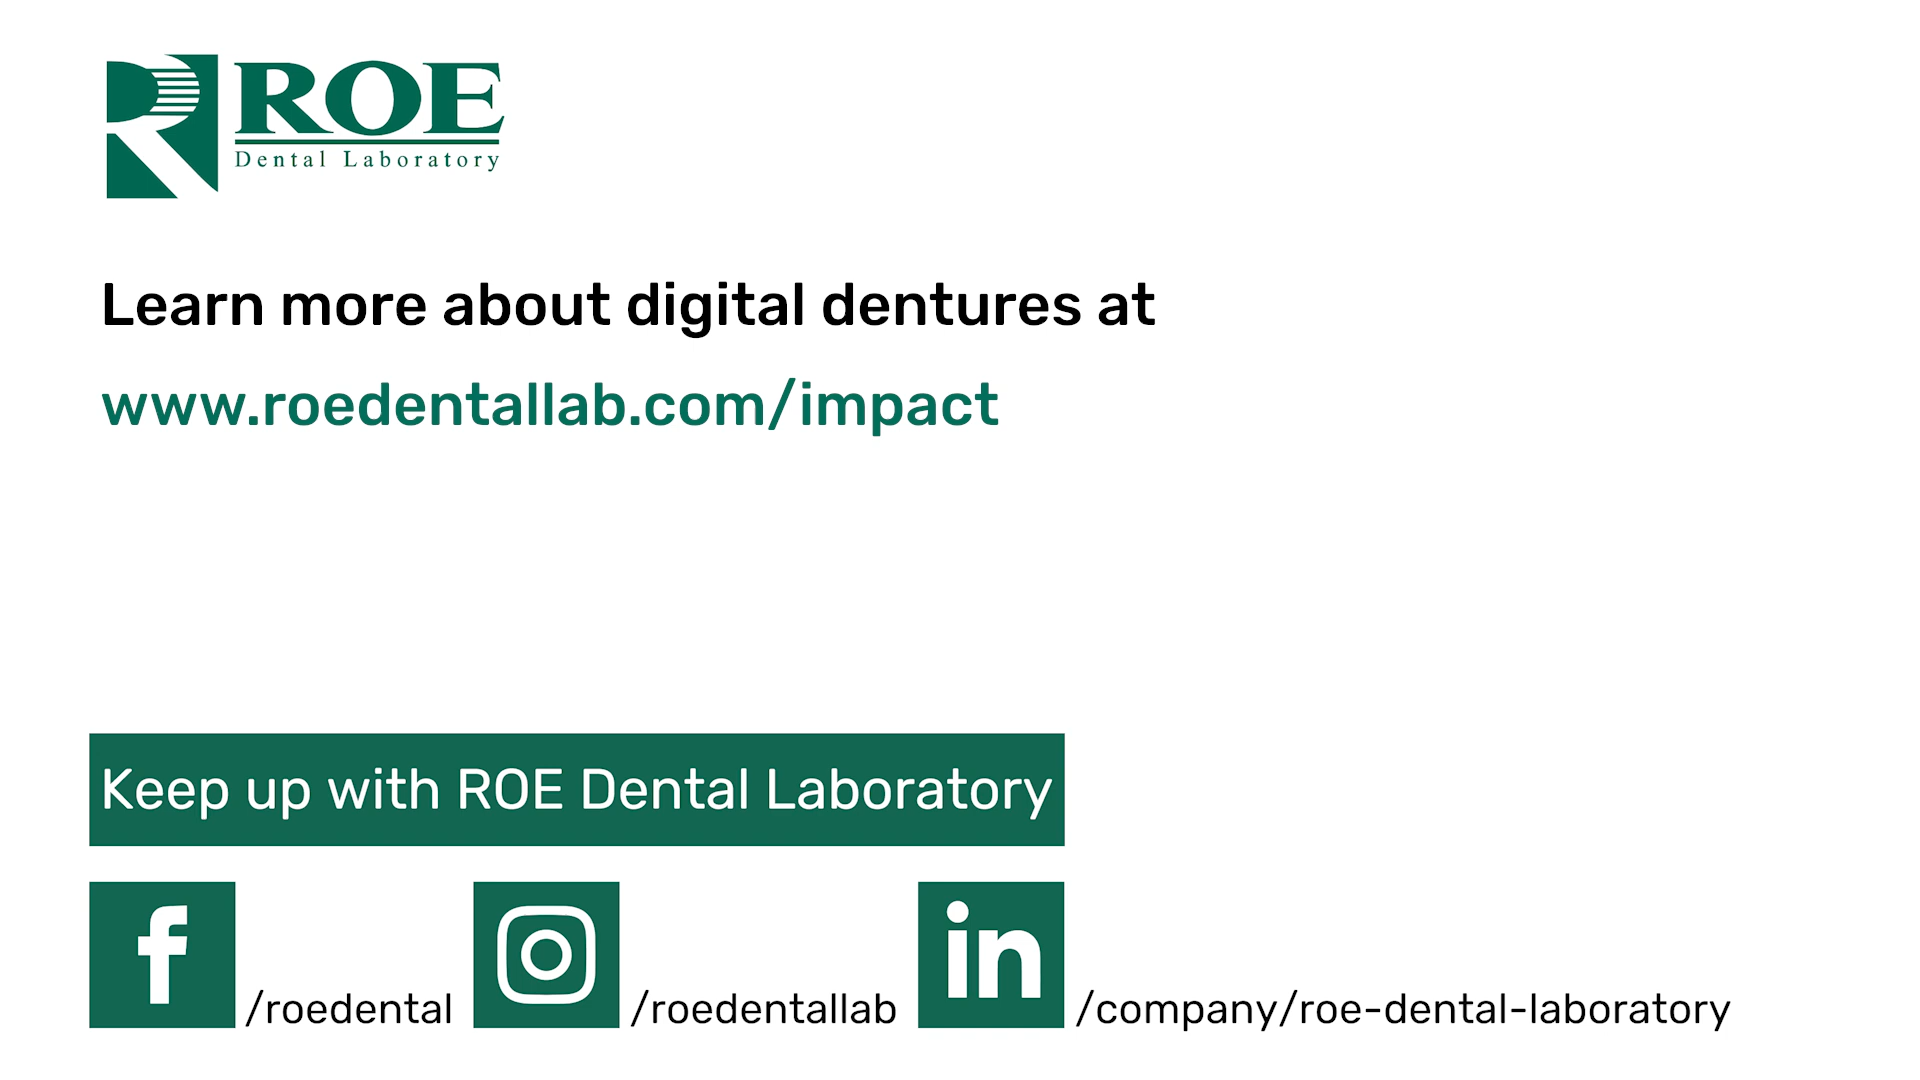 ROE
Dental Laboratory
Learn more about digital dentures at
www.roedentallab.com/impact
Keep up with ROE Dental Laboratory
/roedental
/roedentallab
/company/roe-dental-laboratory